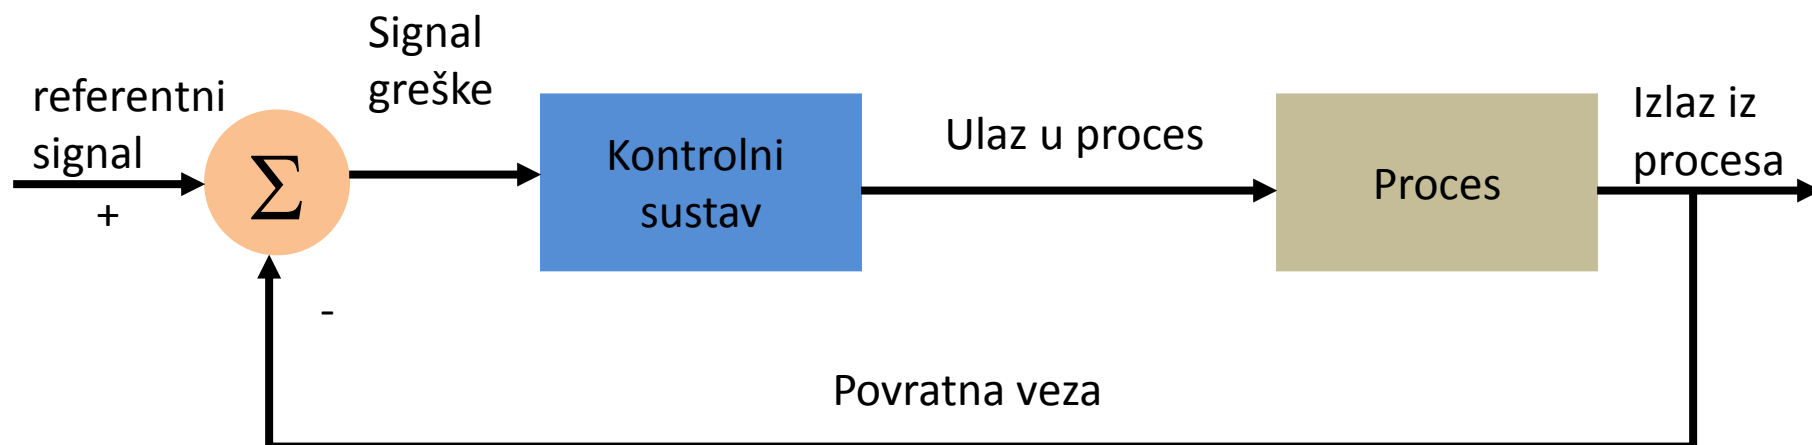 referentni
signal
+
Σ
Signal
greške
Kontrolni
sustav
Ulaz u proces
Proces
Izlaz iz
procesa
-
Povratna veza